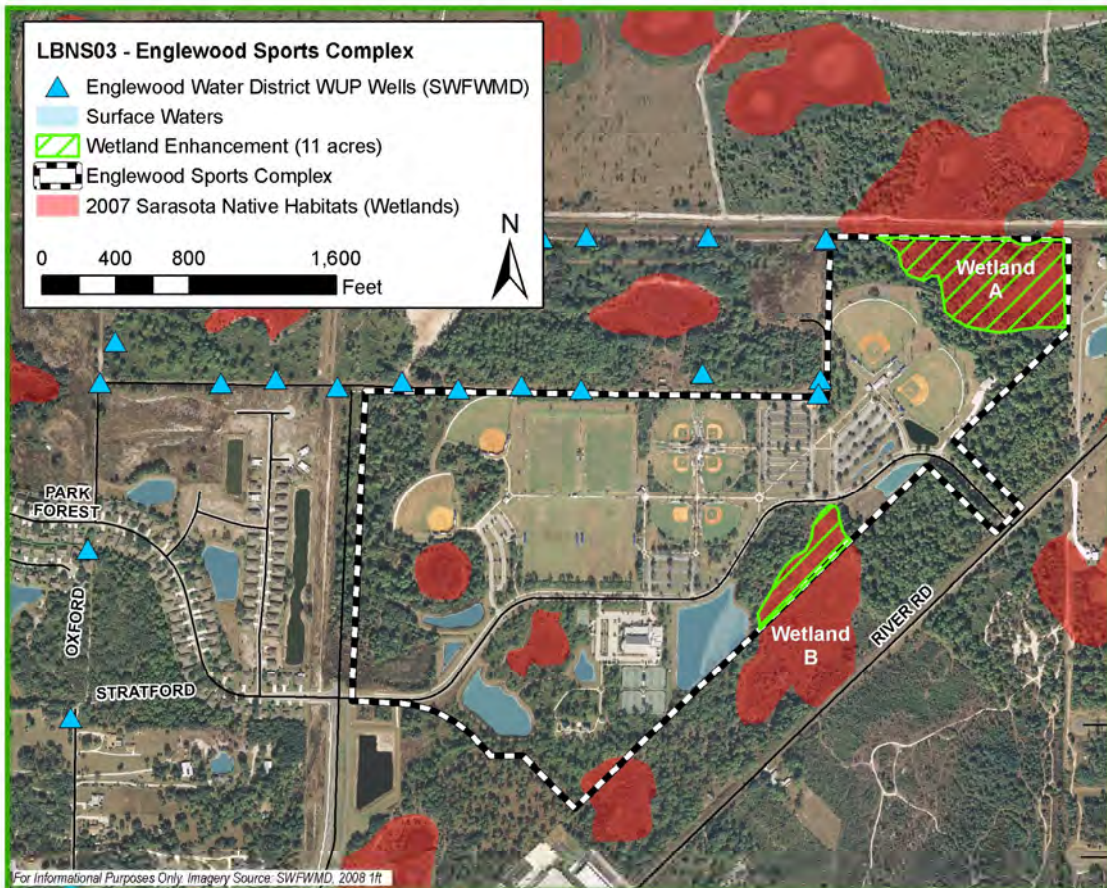 LBNS03 - Englewood Sports Complex
Englewood Water District WUP Wells (SWFWMD)
Surface Waters
Wetland Enhancement (11 acres)
Englewood Sports Complex
2007 Sarasota Native Habitats (Wetlands)
N
0 400 800 1,600
Feet
Wetland
A
PARK
FOREST
OXFORD
STRATFORD
Wetland
B
RIVER RD
For Informational Purposes Only. Imagery Source: SWFWMD, 2008 1ft